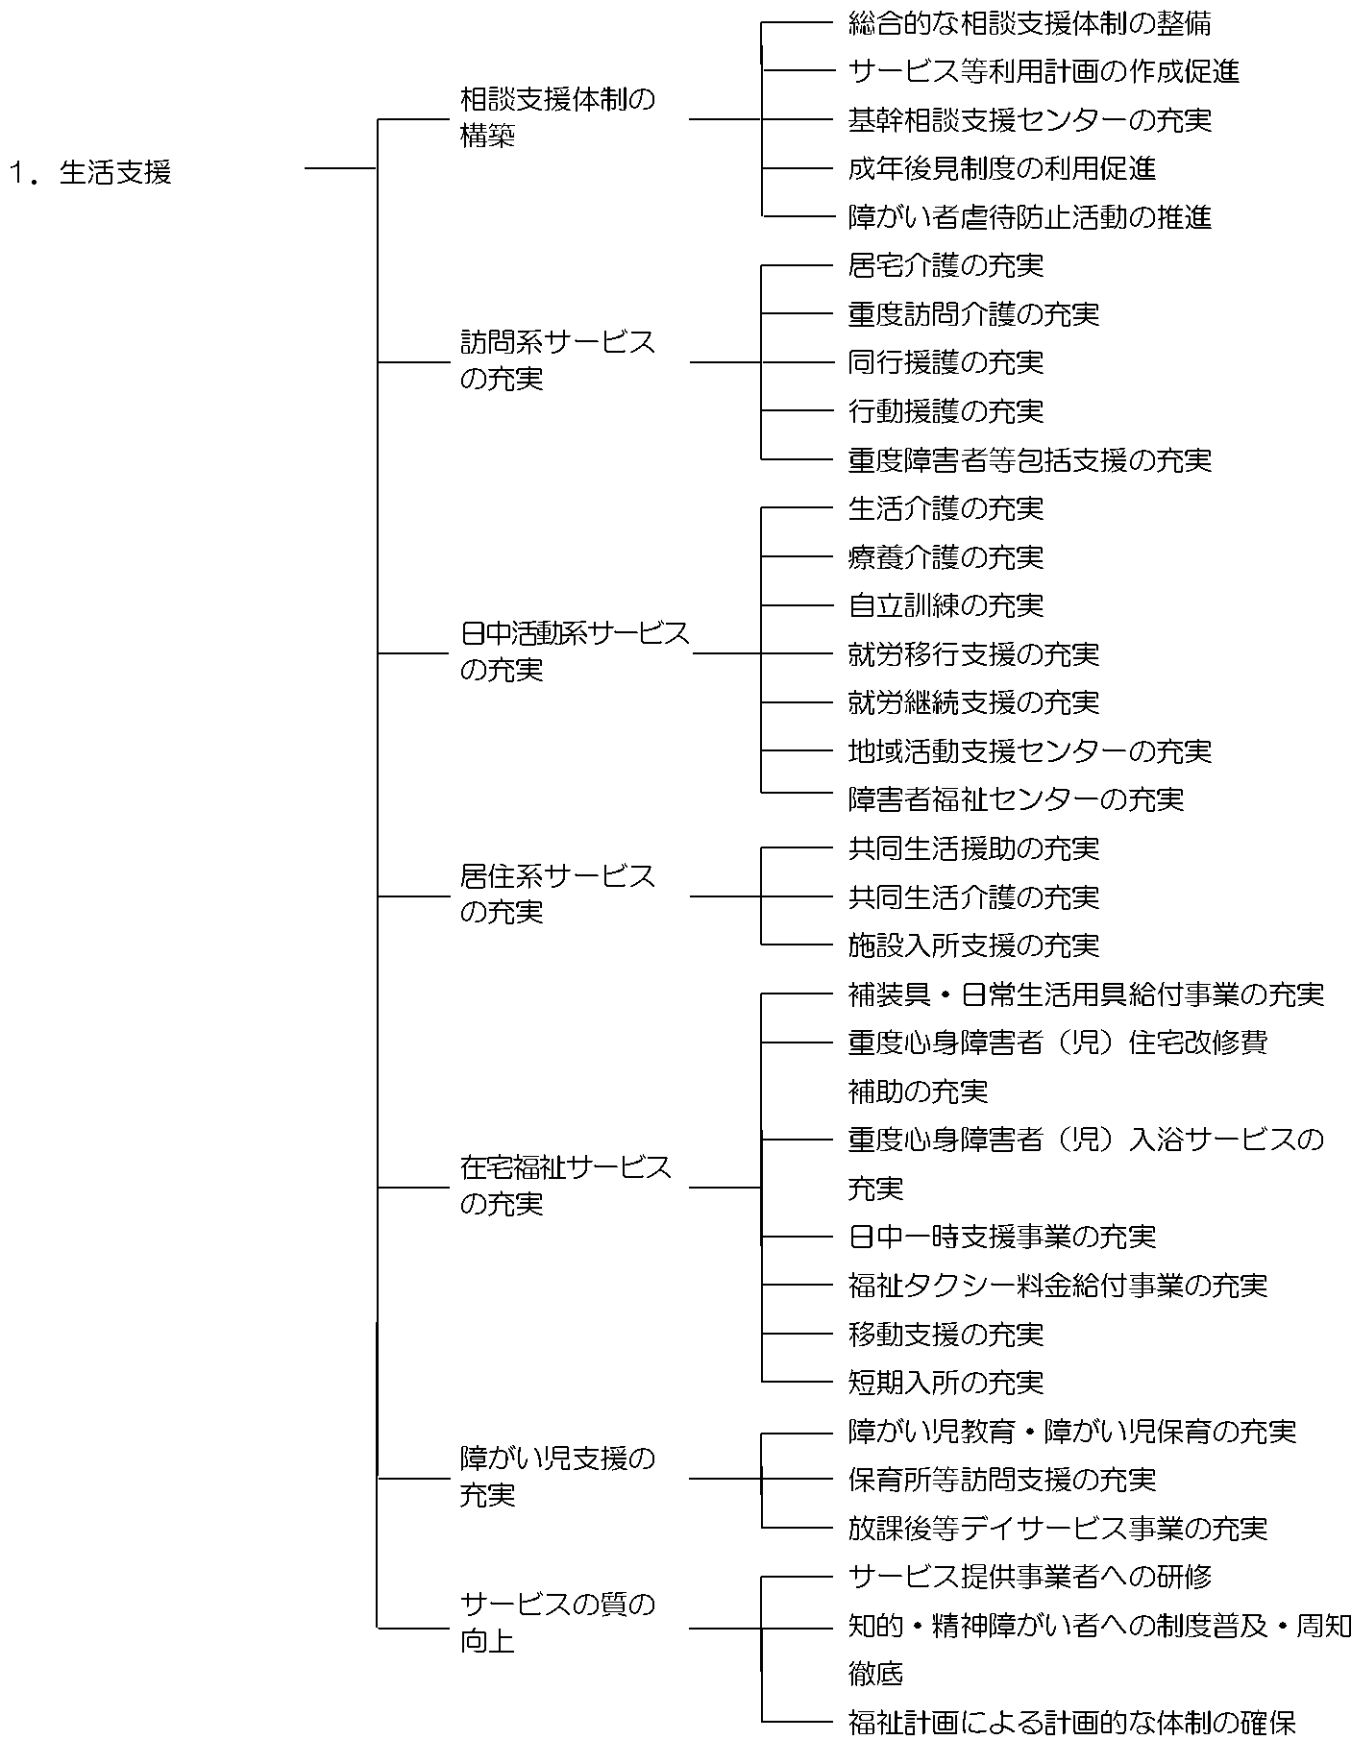 1．生活支援
相談支援体制の
構築
総合的な相談支援体制の整備
サービス等利用計画の作成促進
基幹相談支援センターの充実
成年後見制度の利用促進
障がい者虐待防止活動の推進
訪問系サービス
の充実
居宅介護の充実
重度訪問介護の充実
同行援護の充実
行動援護の充実
重度障害者等包括支援の充実
日中活動系サービス
の充実
生活介護の充実
療養介護の充実
自立訓練の充実
就労移行支援の充実
就労継続支援の充実
地域活動支援センターの充実
障害者福祉センターの充実
居住系サービス
の充実
共同生活援助の充実
共同生活介護の充実
施設入所支援の充実
在宅福祉サービス
の充実
補装具・日常生活用具給付事業の充実
重度心身障害者（児）住宅改修費
補助の充実
重度心身障害者（児）入浴サービスの
充実
日中一時支援事業の充実
福祉タクシー料金給付事業の充実
移動支援の充実
短期入所の充実
障がい児支援の
充実
障がい児教育・障がい児保育の充実
保育所等訪問支援の充実
放課後等デイサービス事業の充実
サービスの質の
向上
サービス提供事業者への研修
知的・精神障がい者への制度普及・周知
徹底
福祉計画による計画的な体制の確保